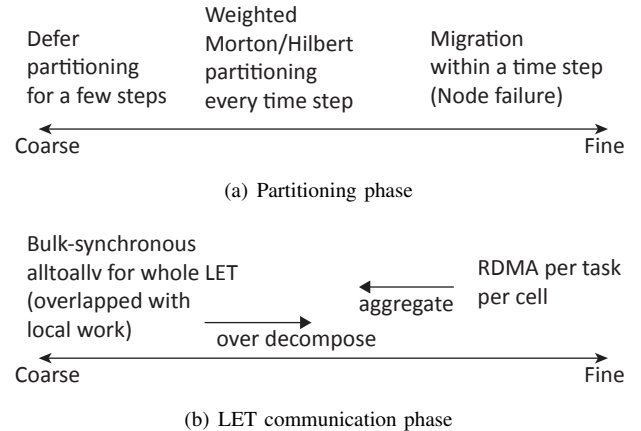 Defer
partitioning
for a few steps
Weighted
Morton/Hilbert
partitioning
every time step
Migration
within a time step
(Node failure)
Coarse
Fine
(a) Partitioning phase
Bulk-synchronous
alltoallv for whole LET
(overlapped with
local work)
over decompose
aggregate
RDMA per task
per cell
Coarse
Fine
(b) LET communication phase